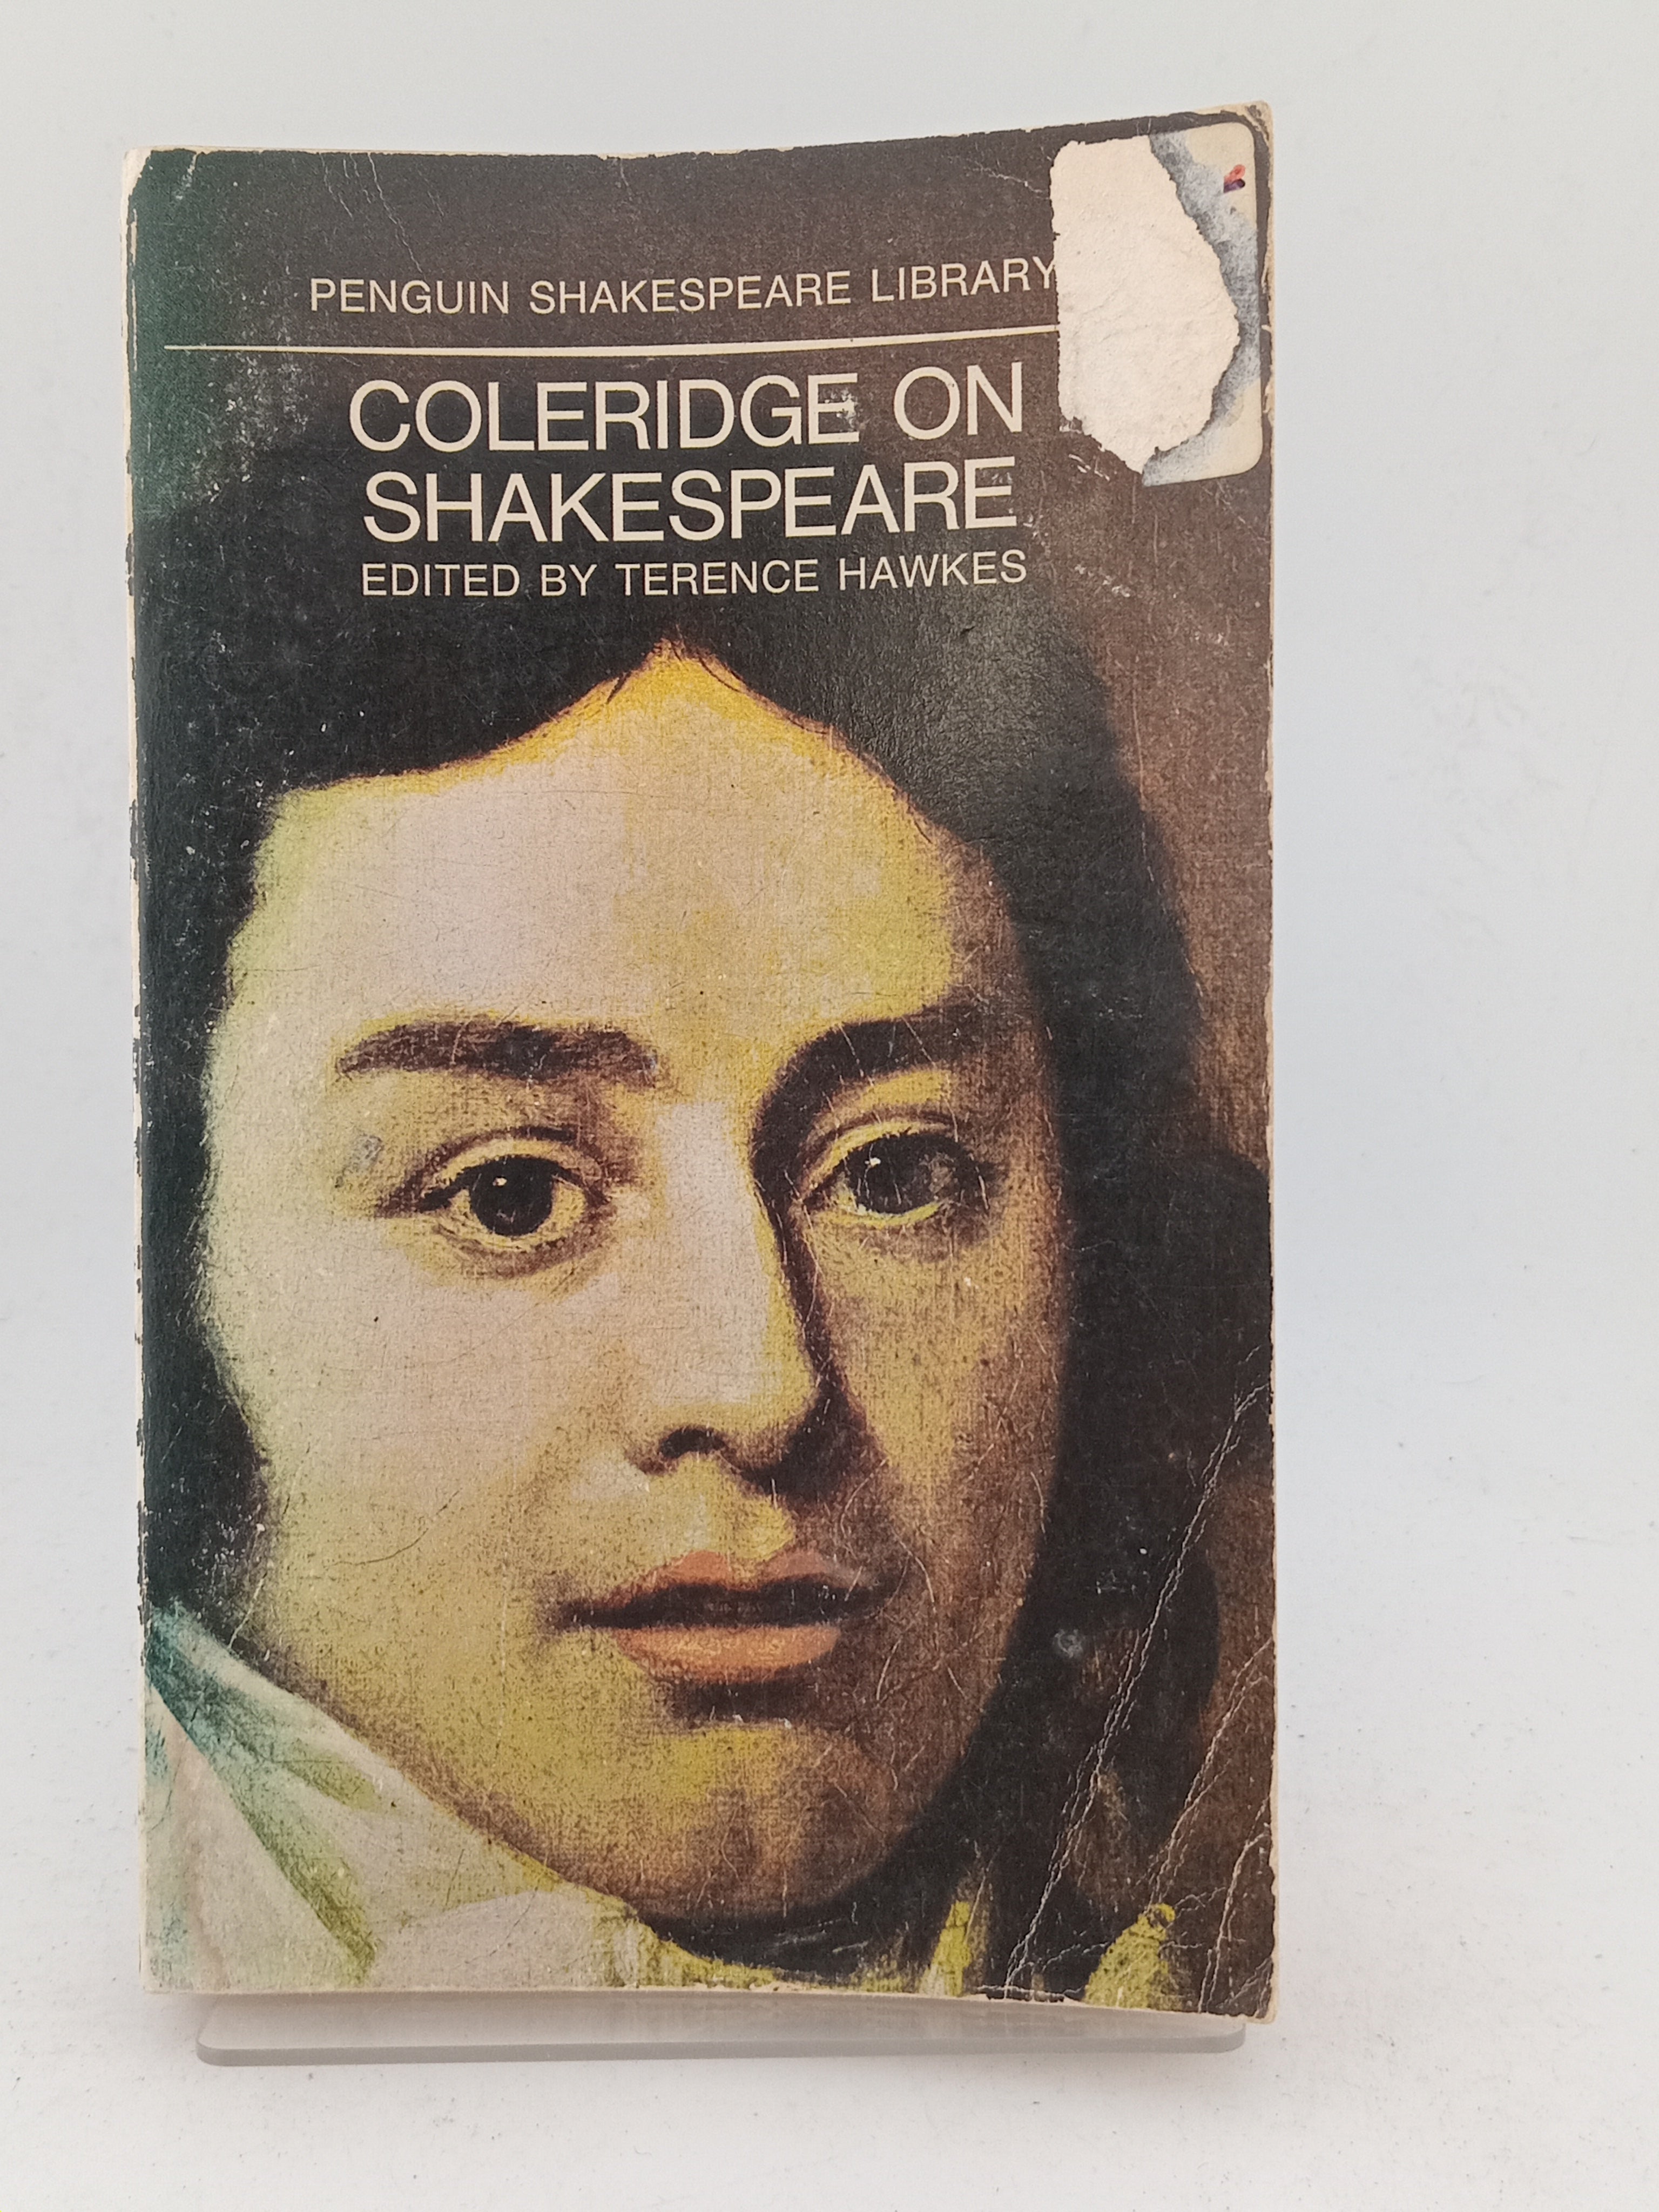 PENGUIN SHAKESPEARE LIBRARY
COLERIDGE ON
SHAKESPEARE
EDITED BY TERENCE HAWKES